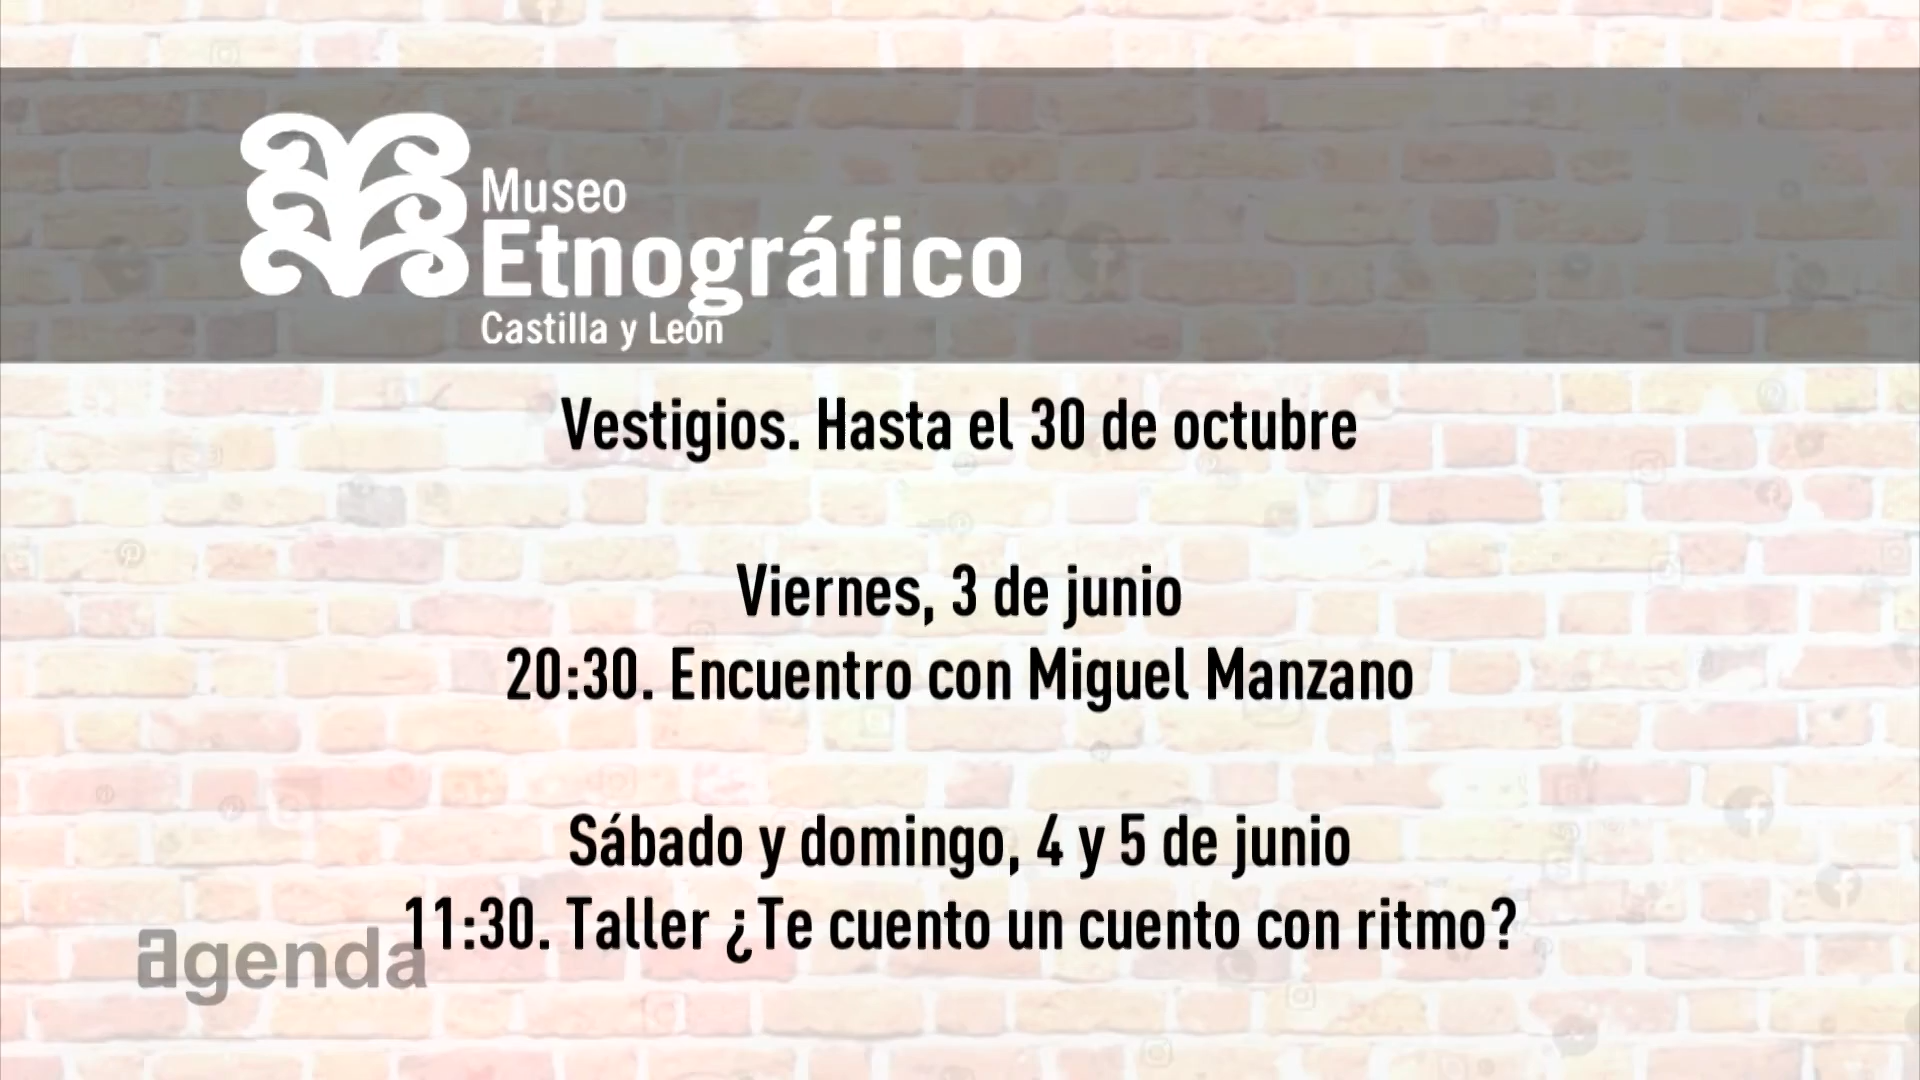 Museo
Etnográfico
Castilla y León
Vestigios. Hasta el 30 de octubre
Viernes, 3 de junio
20:30. Encuentro con Miguel Manzano
Sábado y domingo, 4 y 5 de junio
11:30. Taller ¿Te cuento un cuento con ritmo?
agenda